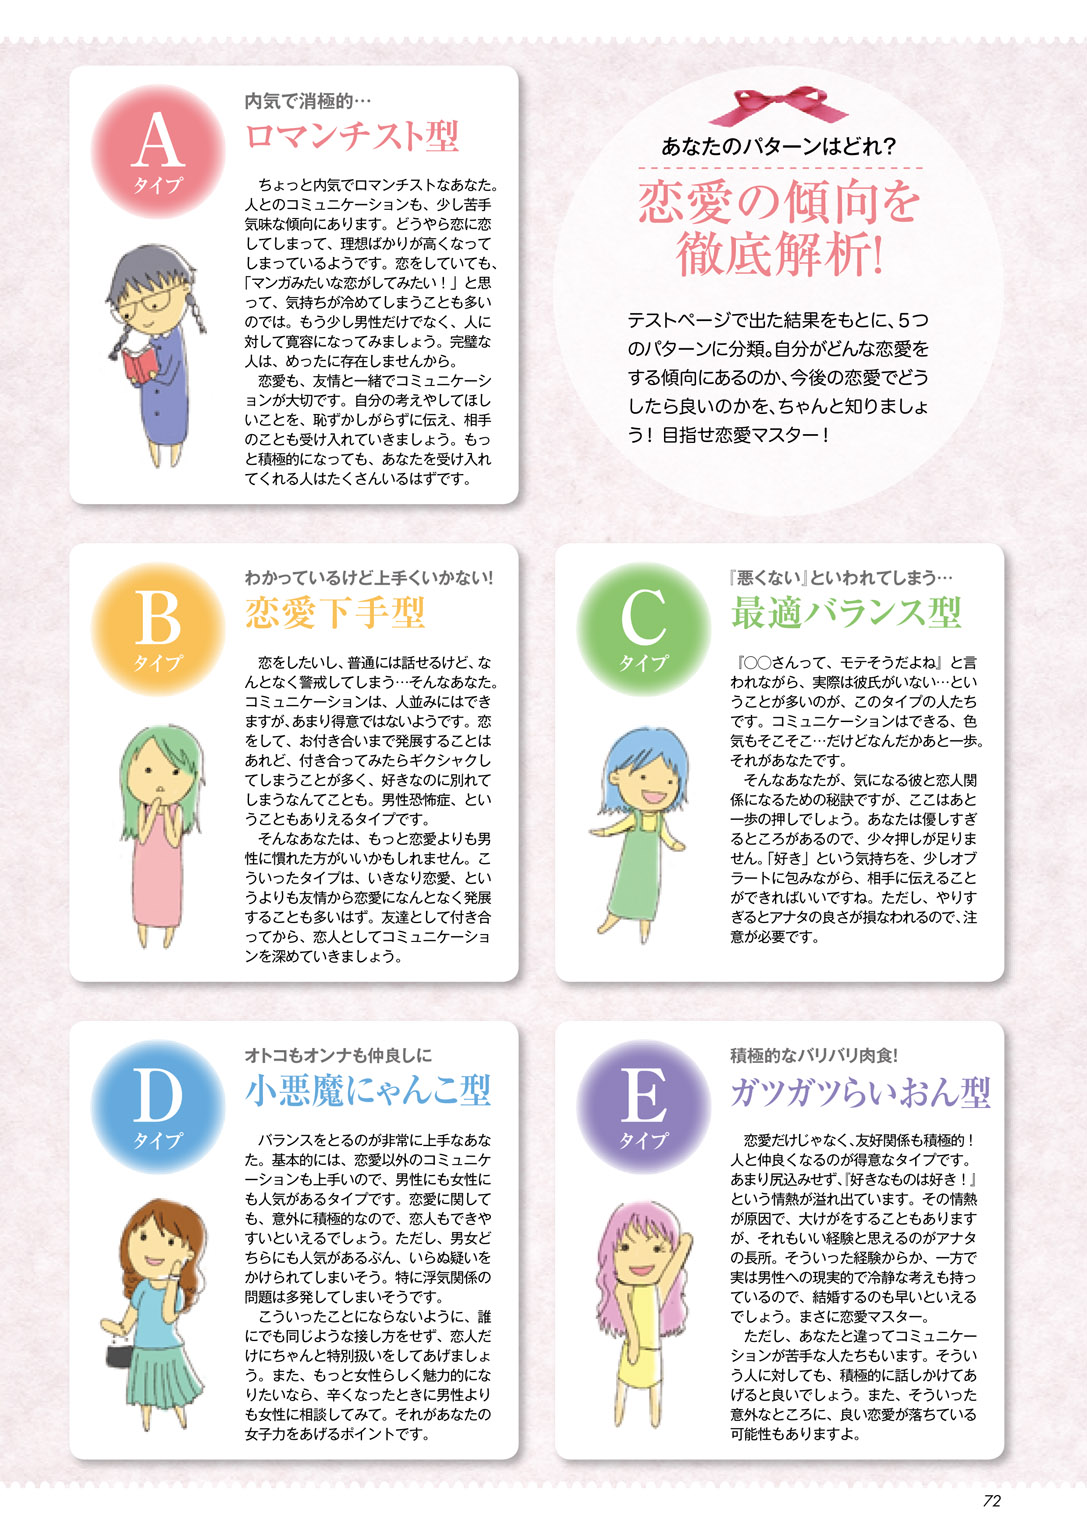 あなたのパターンはどれ？
恋愛の傾向を
徹底解析！
テストページで出た結果をもとに、５つ
のパターンに分類。自分がどんな恋愛を
する傾向にあるのか、今後の恋愛でどう
したら良いのかを、ちゃんと知りましょ
う！ 目指せ恋愛マスター！
A
タイプ
内気で消極的…
ロマンチスト型
ちょっと内気でロマンチストなあなた。
人とのコミュニケーションも、少し苦手
気味な傾向にあります。どうやら恋に恋
してしまって、理想ばかりが高くなって
しまっているようです。恋をしていても、
「マンガみたいな恋がしてみたい！」と思
って、気持ちが冷めてしまうことも多い
のでは。もう少し男性だけでなく、人に
対して寛容になってみましょう。完璧な
人は、めったに存在しませんから。
恋愛も、友情と一緒でコミュニケーシ
ョンが大切です。自分の考えややしてほし
いことを、恥ずかしがらずに伝え、相手
のことも受け入れていきましょう。もっ
と積極的になっても、あなたを受け入れ
てくれる人はたくさんいるはずです。
B
タイプ
わかっているけど上手くいかない！
恋愛下手型
恋をしたいし、普通には話せるけど、な
んとなく警戒してしまう…そんなあなた。
コミュニケーションは、人並みにはでき
ますが、あまり得意ではないようです。恋
をして、お付き合いまで発展することは
あれど、付き合ってみたらギクシャクし
てしまうことが多く、好きなのに別れて
しまうなんてことも。男性恐怖症、とい
うこともありえるタイプです。
そんなあなたは、もっと恋愛よりも男
性に慣れた方がいいかもしれません。こ
ういったタイプは、いきなり恋愛、とい
うよりも友情から恋愛になんとなく発展
することも多いはず。友達として付き合
ってから、恋人としてコミュニケーショ
ンを深めていきましょう。
C
タイプ
『悪くない』といわれてしまう…
最適バランス型
『○○さんって、モテそうだよね』と言
われながら、実際は彼氏がいない…とい
うことが多いのが、このタイプの人たち
です。コミュニケーションはできる、色
気もそこそこ…だけどなんだかあと一歩。
それがあなたです。
そんなあなたが、気になる彼と恋人関
係になるための秘訣ですが、ここはあと
一歩の押しでしょう。あなたは優しすぎ
るところがあるので、少々押しが足りま
せん。「好き」という気持ちを、少しオブ
ラートに包みながら、相手に伝えること
ができればいいですね。ただし、やりす
ぎるとアナタの良さが損なわれるので、注
意が必要です。
D
タイプ
オトコもオンナも仲良しに
小悪魔にゃんこ型
バランスをとるのが非常に上手なあな
た。基本的には、恋愛以外のコミュニケ
ーションも上手いので、男性にも女性に
も人気があるタイプです。恋愛に関して
も、意外に積極的なので、恋人もできや
すいといえるでしょう。ただし、男女ど
ちらにも人気があるぶん、いらぬ疑いを
かけられてしまいそう。特に浮気関係の
問題は多発してしまいそうです。
こういったことにならないように、誰
にでも同じような接し方をせず、恋人だ
けにちゃんと特別扱いをしてあげましょ
う。また、もっと女性らしく魅力的にな
りたいなら、辛くなったときに男性より
も女性に相談してみて。それがあなたの
女子力をあげるポイントです。
E
タイプ
積極的なバリバリ肉食！
ガツガツらいおん型
恋愛だけじゃなく、友好関係も積極的！
人と仲良くなるのが得意なタイプです。
あまり尻込みせず、『好きなものは好き！』
という情熱が溢れ出ています。その情熱
が原因で、大けがをすることもあります
が、それもいい経験と思えるのがアナタ
の長所。そういった経験からか、一方で
実は男性への現実的で冷静な考えも持っ
ているので、結婚するのも早いといえる
でしょう。まさに恋愛マスター。
ただし、あなたと違ってコミュニケー
ションが苦手な人たちもいます。そうい
う人に対しても、積極的に話しかけてあ
げると良いでしょう。また、そういった
意外なところに、良い恋愛が落ちている
可能性もありますよ。
72